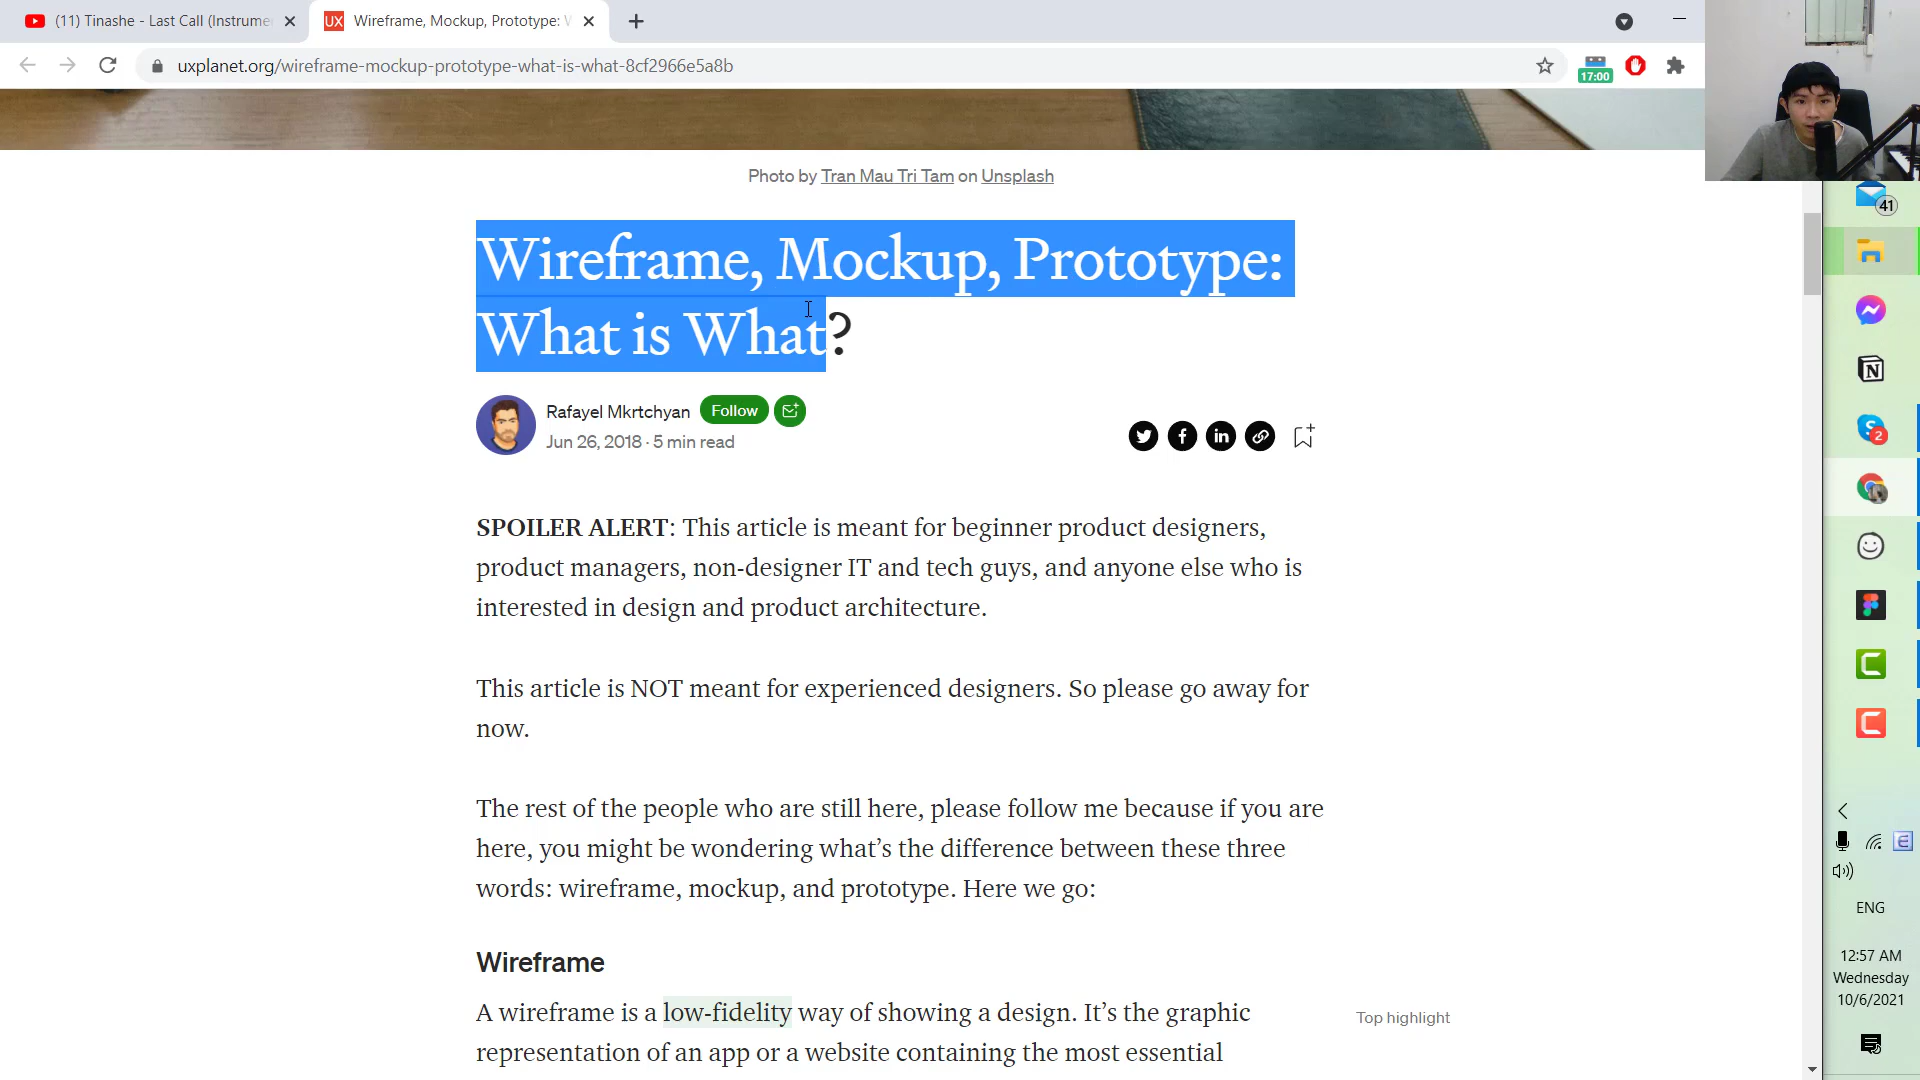 (11) Tinashe - Last Call (Instrume
UX Wireframe, Mockup, Prototype: W
uxplanet.org/wireframe-mockup-prototype-what-is-what-8cf2966e5a8b
17:00
Photo by Tran Mau Tri Tam on Unsplash
Wireframe, Mockup, Prototype:
What is What?
Rafayel Mkrtchyan Follow
Jun 26, 2018 · 5 min read
SPOILER ALERT: This article is meant for beginner product designers,
product managers, non-designer IT and tech guys, and anyone else who is
interested in design and product architecture.
This article is NOT meant for experienced designers. So please go away for
now.
The rest of the people who are still here, please follow me because if you are
here, you might be wondering what’s the difference between these three
words: wireframe, mockup, and prototype. Here we go:
Wireframe
A wireframe is a low-fidelity way of showing a design. It’s the graphic
representation of an app or a website containing the most essential
Top highlight
41
2
ENG
12:57 AM
Wednesday
10/6/2021